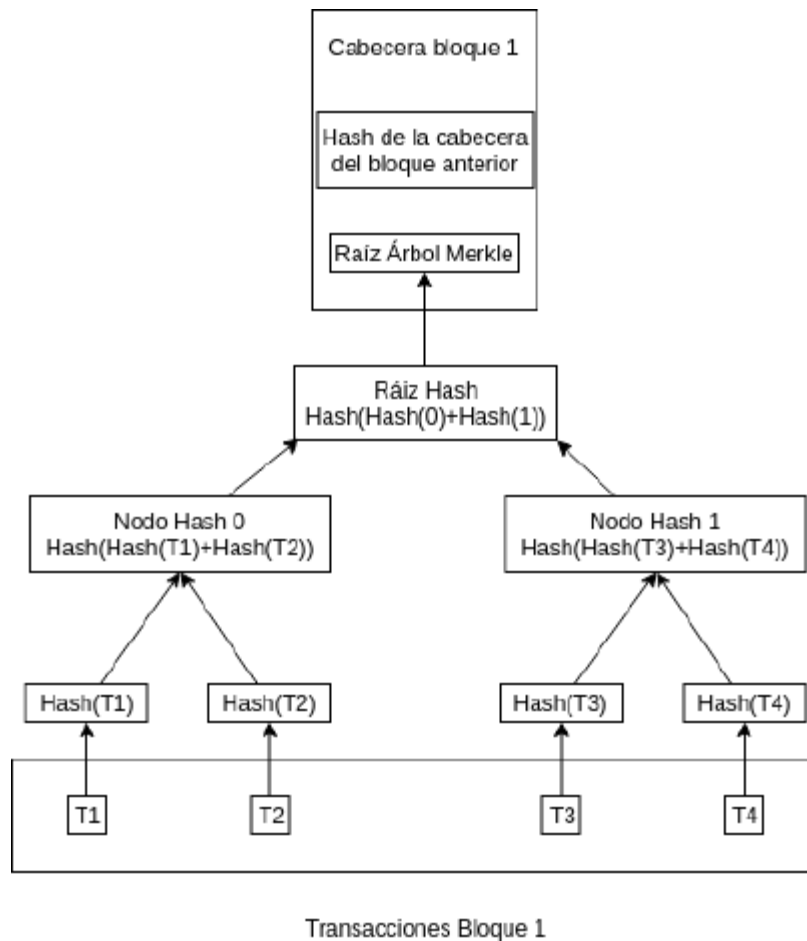 Cabecera bloque 1
Hash de la cabecera
del bloque anterior
Raíz Árbol Merkle
Ráiz Hash
Hash(Hash(0)+Hash(1))
Nodo Hash 0
Hash(Hash(T1)+Hash(T2))
Nodo Hash 1
Hash(Hash(T3)+Hash(T4))
Hash(T1)
Hash(T2)
Hash(T3)
Hash(T4)
T1
T2
T3
T4
Transacciones Bloque 1